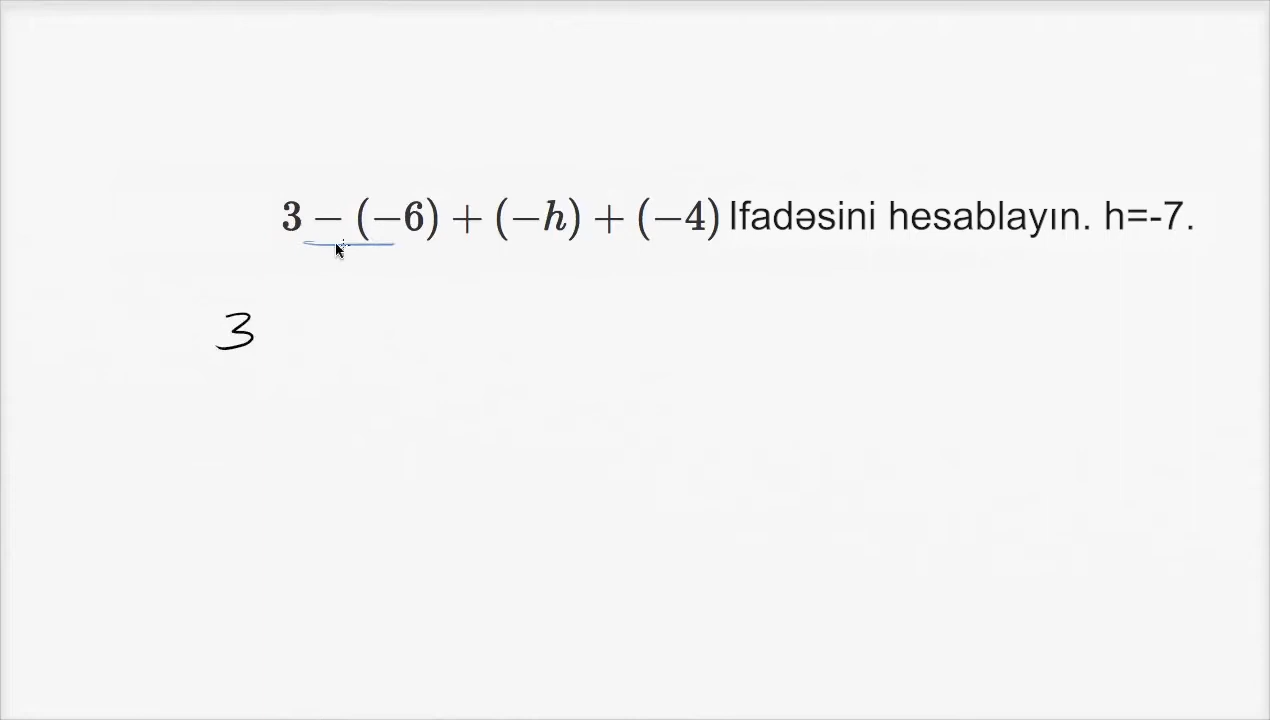 3 − (−6) + (−h) + (−4) Ifadəsini hesablayın. h=-7.
3